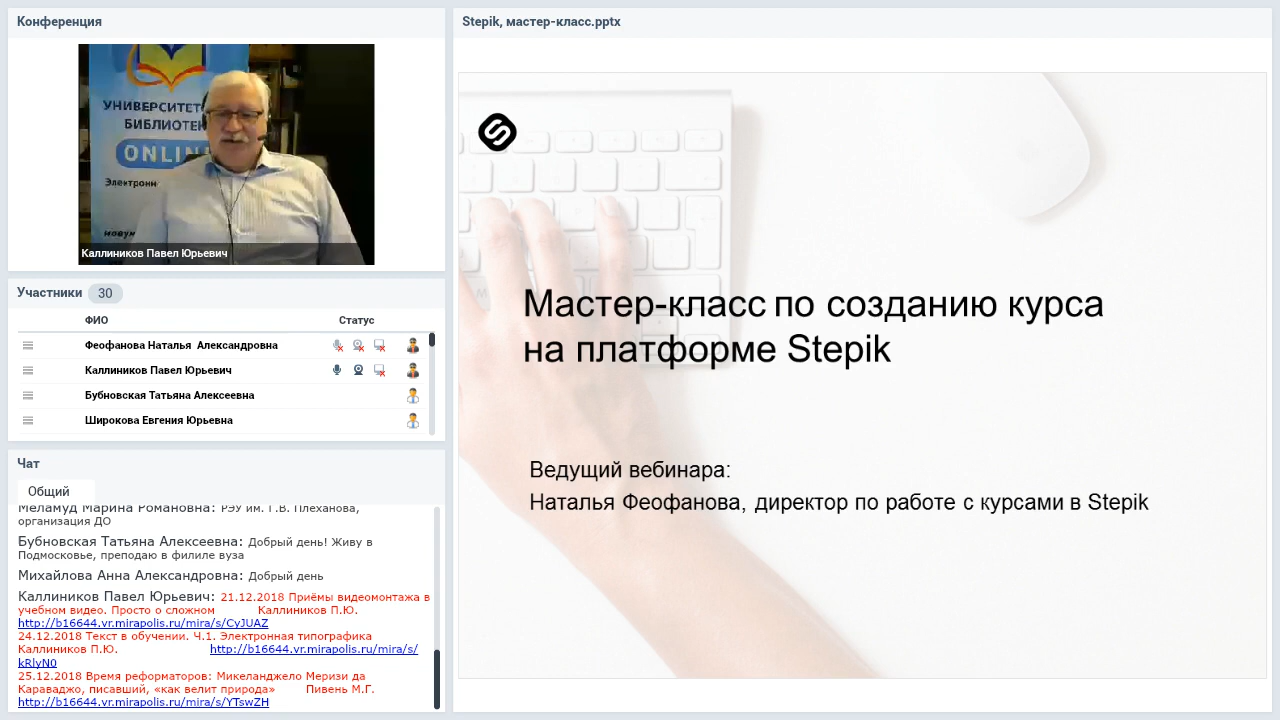 Конференция
УНИВЕРСИТЕТ
БИБЛИОТЕ
ONLIN
Электронн
Каллиников Павел Юрьевич
Участники 30
ФИО Статус
Феофанова Наталья Александровна
Каллиников Павел Юрьевич
Бубновская Татьяна Алексеевна
Широкова Евгения Юрьевна
Чат
Общий
Меламуд Марина Романовна: РЭУ им. Г.В. Плеханова,
организация ДО
Бубновская Татьяна Алексеевна: Добрый день! Живу в
Подмосковье, преподаю в филиле вуза
Михайлова Анна Александровна: Добрый день
Каллиников Павел Юрьевич: 21.12.2018 Приёмы видеомонтажа в
учебном видео. Просто о сложном Каллиников П.Ю.
http://b16644.vr.mirapolis.ru/mira/s/CyJUAZ
24.12.2018 Текст в обучении. Ч.1. Электронная типографика
Каллиников П.Ю. http://b16644.vr.mirapolis.ru/mira/s/
kRlyN0
25.12.2018 Время реформаторов: Микеланджело Меризи да
Караваджо, писавший, «как велит природа» Пивень М.Г.
http://b16644.vr.mirapolis.ru/mira/s/YTswZH
Stepik, мастер-класс.pptx
Мастер-класс по созданию курса
на платформе Stepik
Ведущий вебинара:
Наталья Феофанова, директор по работе с курсами в Stepik